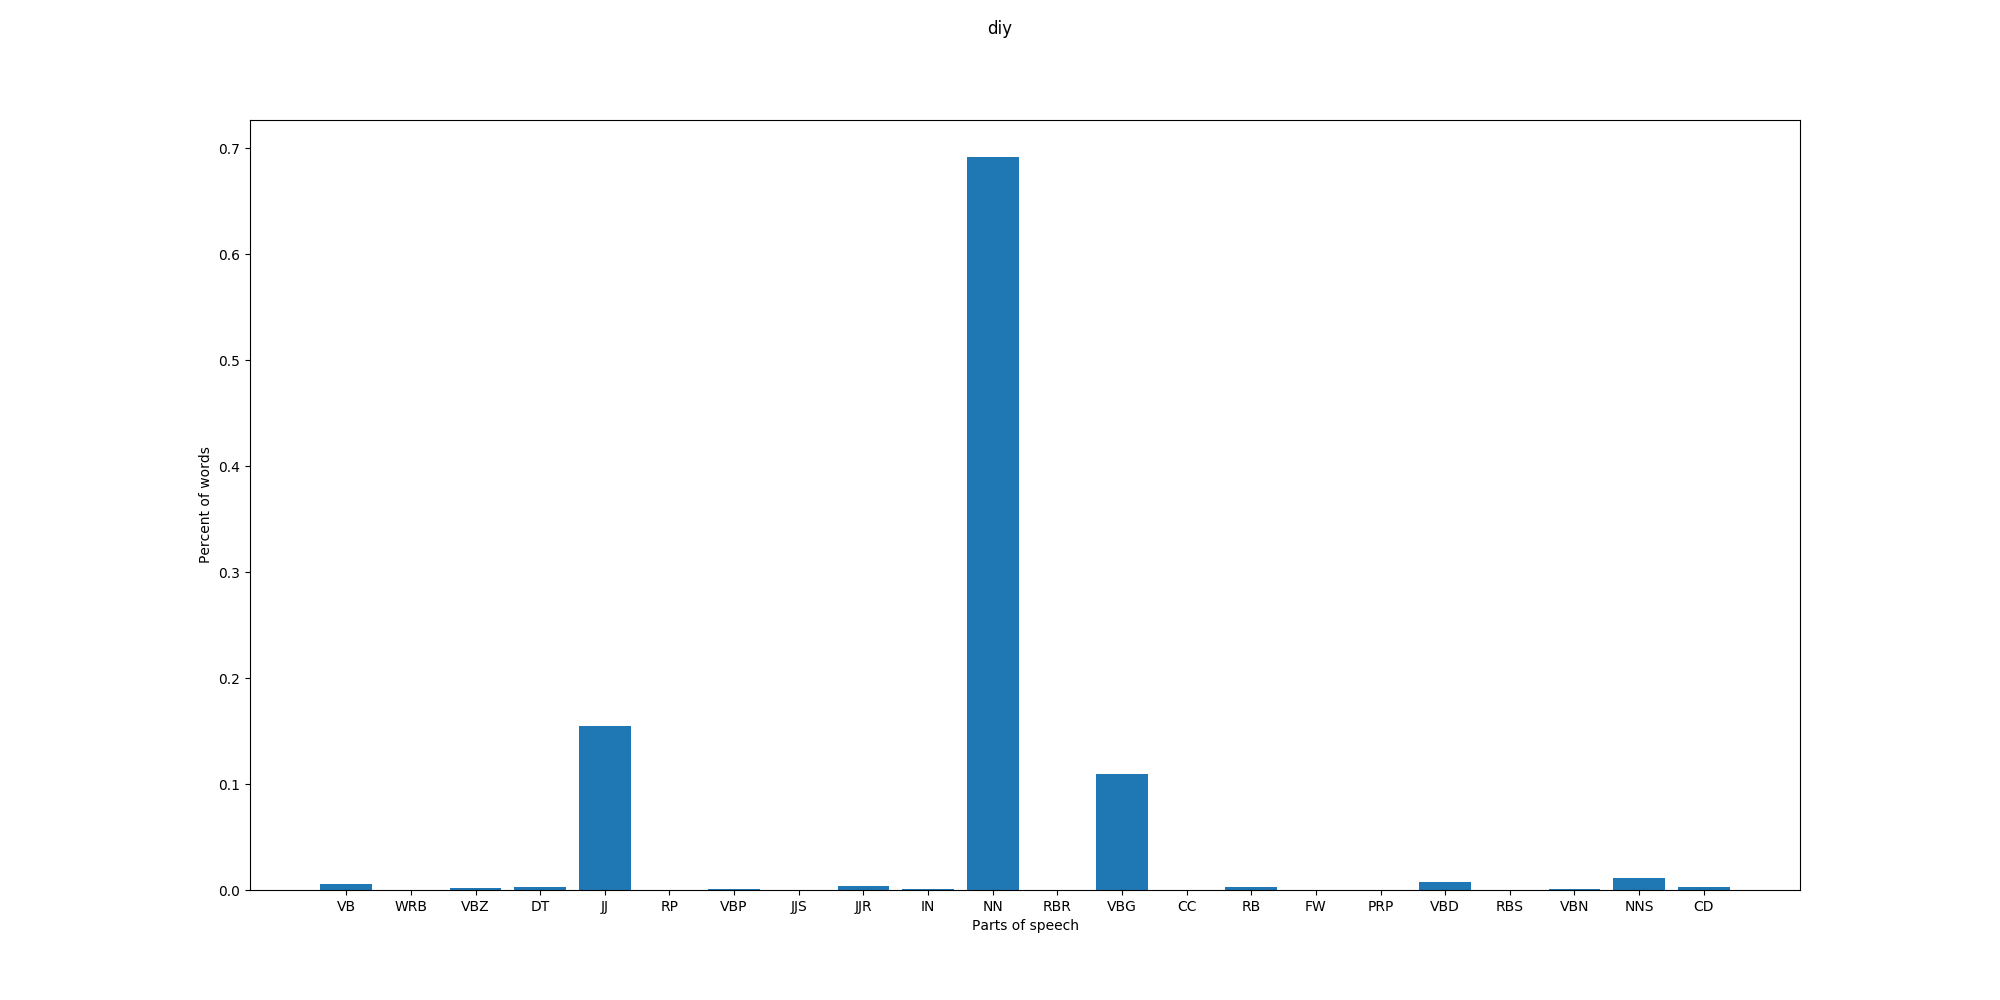 diy
0.7
0.6
0.5
0.4
0.3
0.2
0.1
0.0
Percent of words
VB WRB VBZ DT JJ RP VBP JJS JJR IN NN RBR VBG CC RB FW PRP VBD RBS VBN NNS CD
Parts of speech